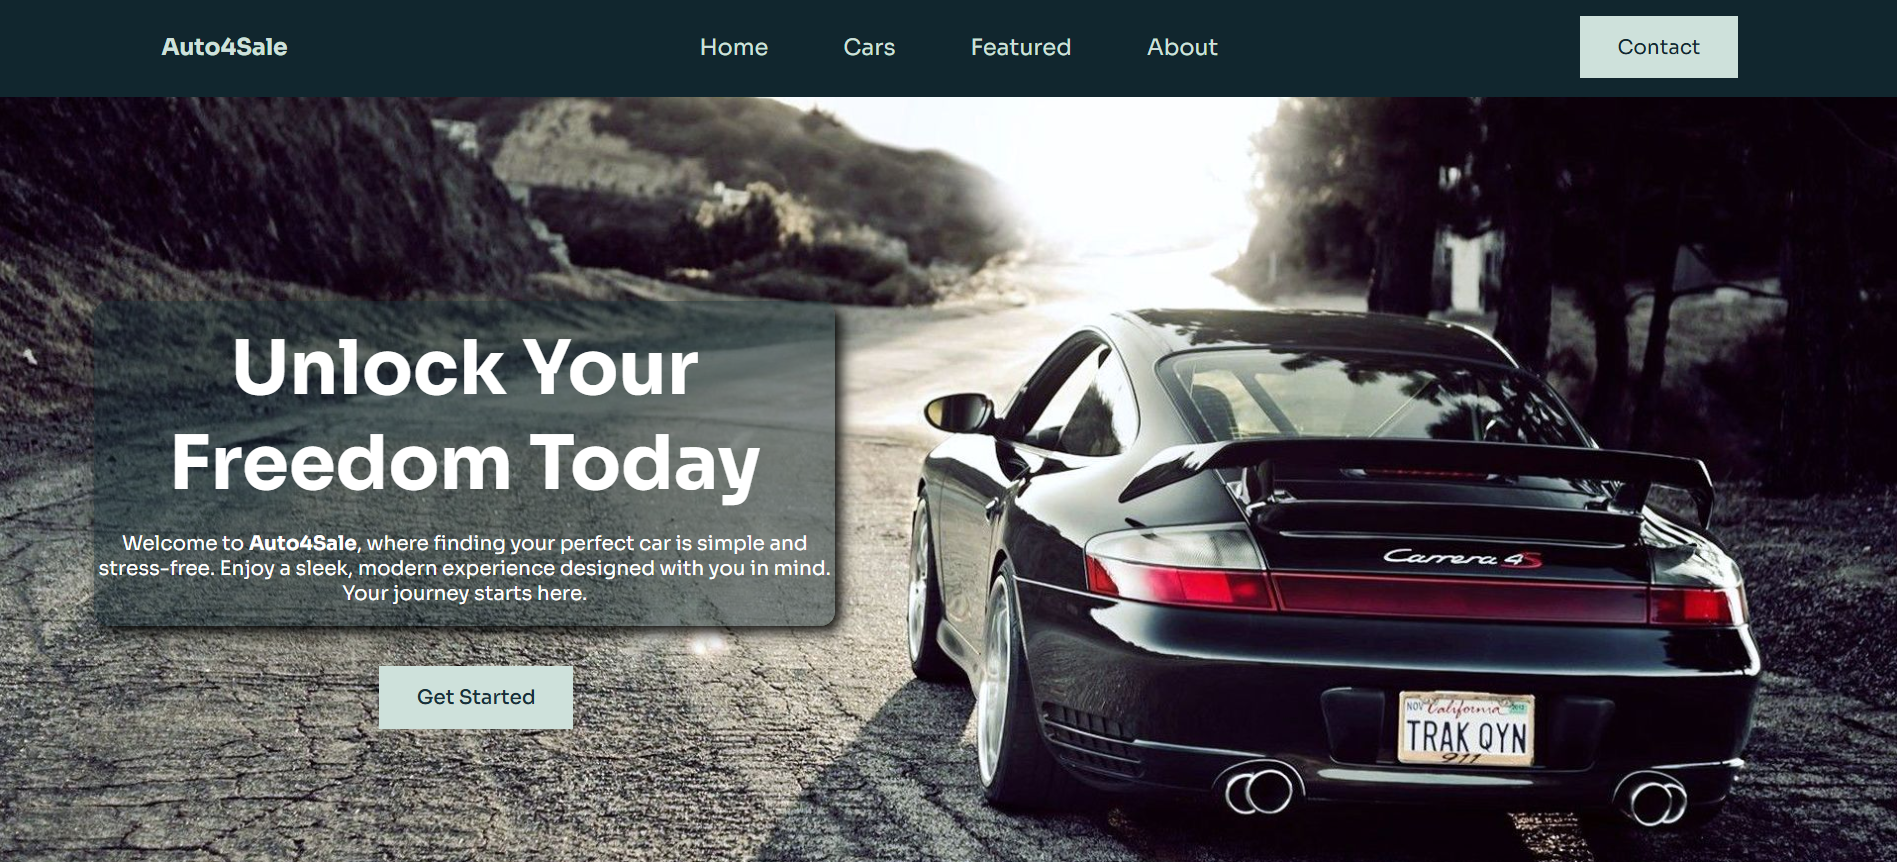 Auto4Sale
Home
Cars
Featured
About
Contact
Unlock Your
Freedom Today
Welcome to Auto4Sale, where finding your perfect car is simple and
stress-free. Enjoy a sleek, modern experience designed with you in mind.
Your journey starts here.
Get Started
Carrera 4S
NOV California 2012
TRAK QYN
911